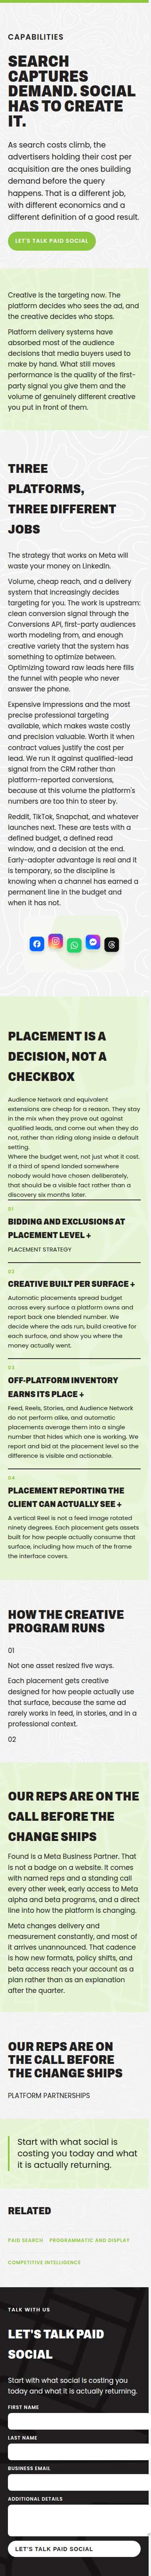 CAPABILITIES
SEARCH
CAPTURES
DEMAND. SOCIAL
HAS TO CREATE
IT.
As search costs climb, the
advertisers holding their cost per
acquisition are the ones building
demand before the query
happens. That is a different job,
with different economics and a
different definition of a good result.
LET'S TALK PAID SOCIAL
Creative is the targeting now. The
platform decides who sees the ad, and
the creative decides who stops.
Platform delivery systems have
absorbed most of the audience
decisions that media buyers used to
make by hand. What still moves
performance is the quality of the first-
party signal you give them and the
volume of genuinely different creative
you put in front of them.
THREE
PLATFORMS,
THREE DIFFERENT
JOBS
The strategy that works on Meta will
waste your money on LinkedIn.
Volume, cheap reach, and a delivery
system that increasingly decides
targeting for you. The work is upstream:
clean conversion signal through the
Conversions API, first-party audiences
worth modeling from, and enough
creative variety that the system has
something to optimize between.
Optimizing toward raw leads here fills
the funnel with people who never
answer the phone.
Expensive impressions and the most
precise professional targeting
available, which makes waste costly
and precision valuable. Worth it when
contract values justify the cost per
lead. We run it against qualified-lead
signal from the CRM rather than
platform-reported conversions,
because at this volume the platform's
numbers are too thin to steer by.
Reddit, TikTok, Snapchat, and whatever
launches next. These are tests with a
defined budget, a defined read
window, and a decision at the end.
Early-adopter advantage is real and it
is temporary, so the discipline is
knowing when a channel has earned a
permanent line in the budget and
when it has not.
PLACEMENT IS A
DECISION, NOT A
CHECKBOX
Audience Network and equivalent
extensions are cheap for a reason. They stay
in the mix when they prove out against
qualified leads, and come out when they do
not, rather than riding along inside a default
setting.
Where the budget went, not just what it cost.
If a third of spend landed somewhere
nobody would have chosen deliberately,
that should be a visible fact rather than a
discovery six months later.
01
BIDDING AND EXCLUSIONS AT
PLACEMENT LEVEL +
PLACEMENT STRATEGY
02
CREATIVE BUILT PER SURFACE +
Automatic placements spread budget
across every surface a platform owns and
report back one blended number. We
decide where the ads run, build creative for
each surface, and show you where the
money actually went.
03
OFF-PLATFORM INVENTORY
EARNS ITS PLACE +
Feed, Reels, Stories, and Audience Network
do not perform alike, and automatic
placement averages them into a single
number that hides which one is working. We
report and bid at the placement level so the
difference is visible and actionable.
04
PLACEMENT REPORTING THE
CLIENT CAN ACTUALLY SEE +
A vertical Reel is not a feed image rotated
ninety degrees. Each placement gets assets
built for how people actually consume that
surface, including how much of the frame
the interface covers.
HOW THE CREATIVE
PROGRAM RUNS
01
Not one asset resized five ways.
Each placement gets creative
designed for how people actually use
that surface, because the same ad
rarely works in feed, in stories, and in a
professional context.
02
OUR REPS ARE ON THE
CALL BEFORE THE
CHANGE SHIPS
Found is a Meta Business Partner. That
is not a badge on a website. It comes
with named reps and a standing call
every other week, early access to Meta
alpha and beta programs, and a direct
line into how the platform is changing.
Meta changes delivery and
measurement constantly, and most of
it arrives unannounced. That cadence
is how new formats, policy shifts, and
beta access reach your account as a
plan rather than as an explanation
after the quarter.
OUR REPS ARE ON
THE CALL BEFORE
THE CHANGE SHIPS
PLATFORM PARTNERSHIPS
Start with what social is
costing you today and what
it is actually returning.
RELATED
PAID SEARCH PROGRAMMATIC AND DISPLAY
COMPETITIVE INTELLIGENCE
TALK WITH US
LET'S TALK PAID
SOCIAL
Start with what social is costing you
today and what it is actually returning.
FIRST NAME
LAST NAME
BUSINESS EMAIL
ADDITIONAL DETAILS
LET'S TALK PAID SOCIAL